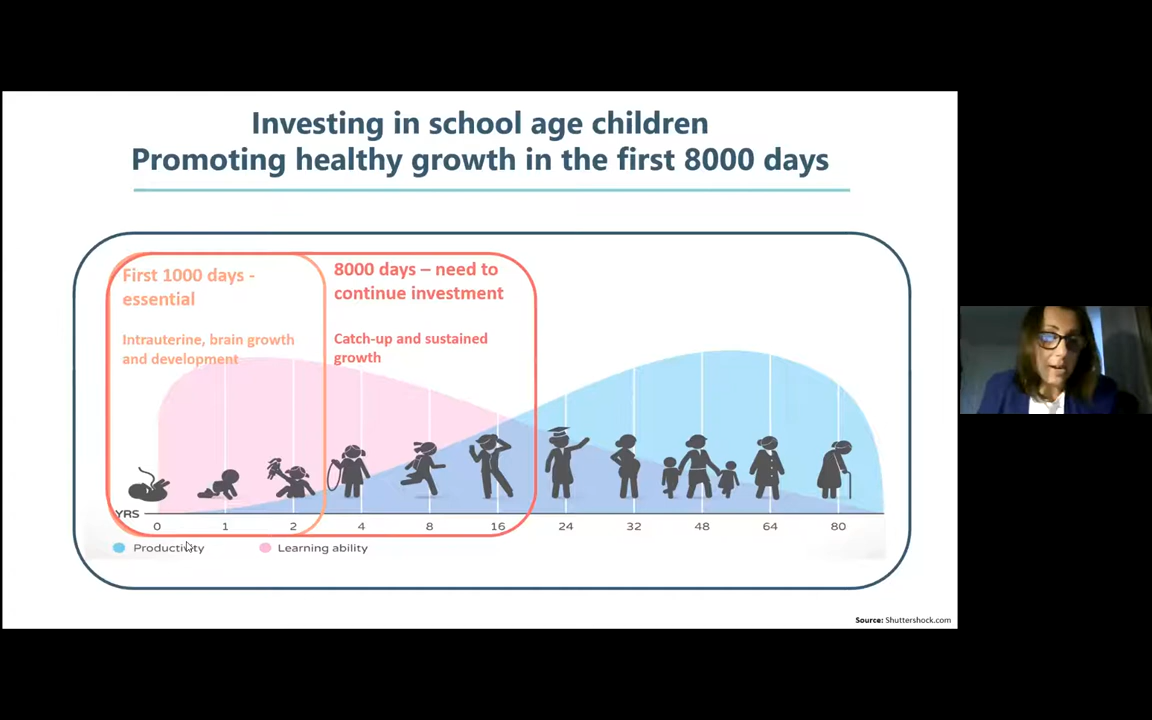 Investing in school age children
Promoting healthy growth in the first 8000 days
First 1000 days -
essential
Intrauterine, brain growth
and development
8000 days – need to
continue investment
Catch-up and sustained
growth
YRS 0 1 2 4 8 16 24 32 48 64 80
Productivity Learning ability
Source: Shuttershock.com